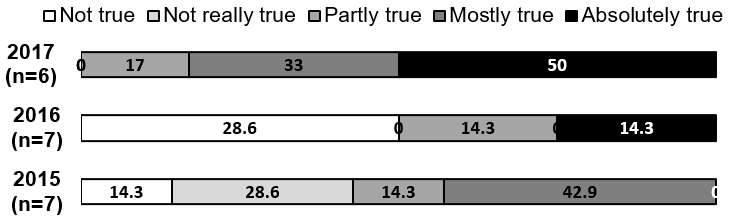 Not true Not really true Partly true Mostly true Absolutely true
2017
(n=6)
0 17 33 50
2016
(n=7)
28.6 0 14.3 0 14.3
2015
(n=7)
14.3 28.6 14.3 42.9 0